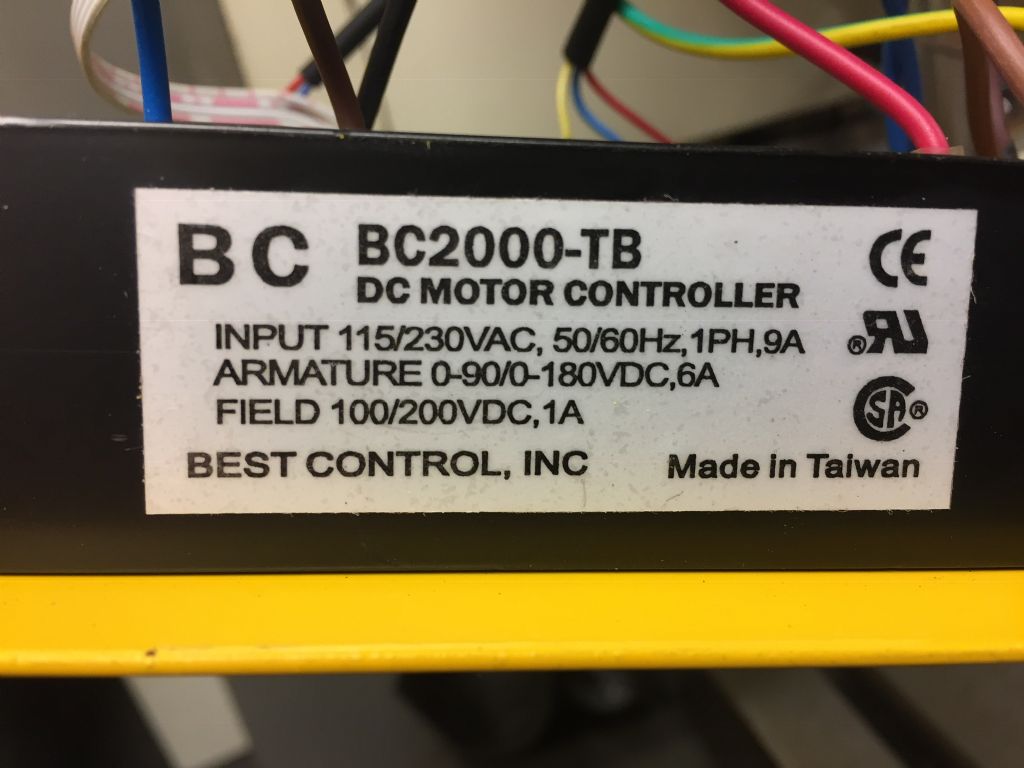 BC BC2000-TB CE
DC MOTOR CONTROLLER
INPUT 115/230VAC, 50/60Hz,1PH,9A
ARMATURE 0-90/0-180VDC,6A
FIELD 100/200VDC,1A
SA®
BEST CONTROL, INC Made in Taiwan